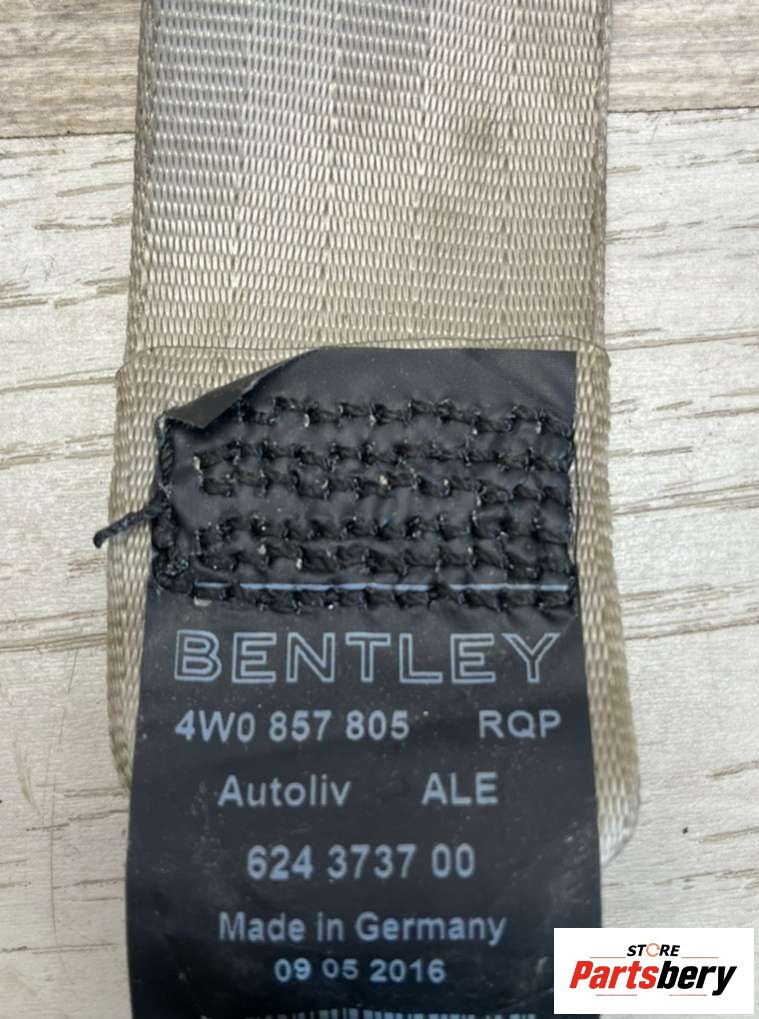 BENTLEY
4W0 857 805 RQP
Autoliv ALE
624 3737 00
Made in Germany
09 05 2016
STORE
Partsbery